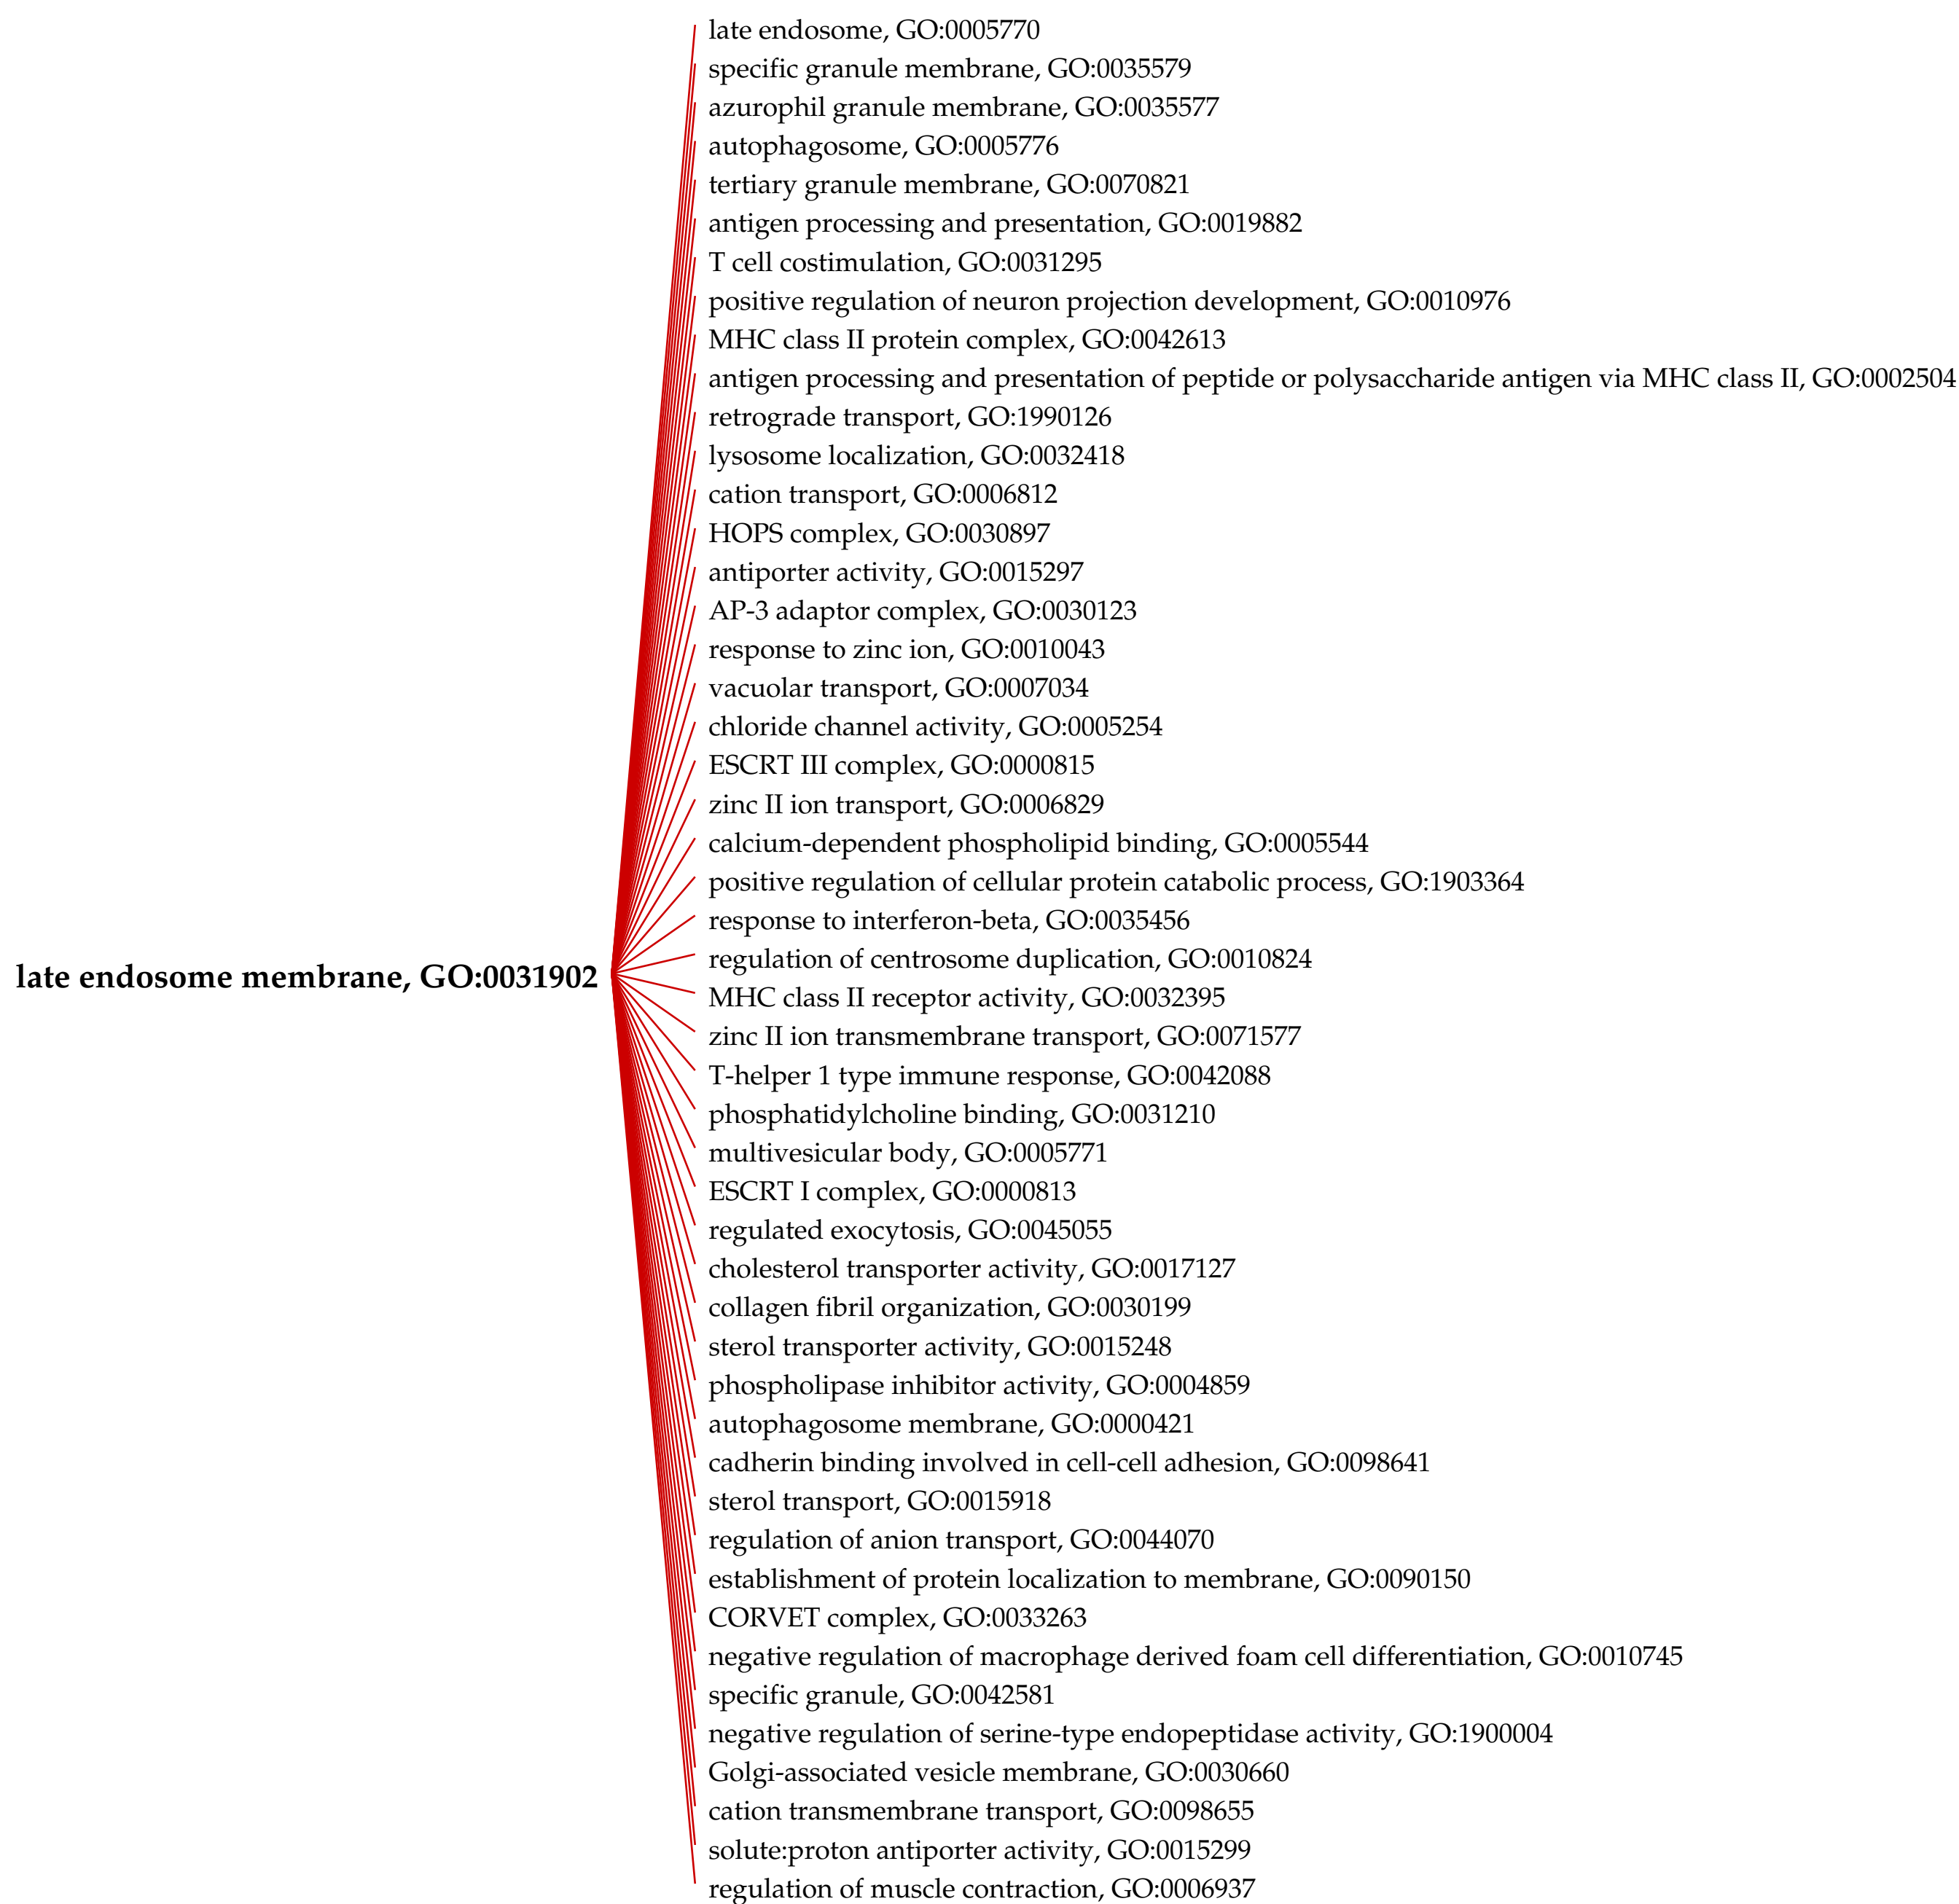 late endosome, GO:0005770
specific granule membrane, GO:0035579
azurophil granule membrane, GO:0035577
autophagosome, GO:0005776
tertiary granule membrane, GO:0070821
antigen processing and presentation, GO:0019882
T cell costimulation, GO:0031295
positive regulation of neuron projection development, GO:0010976
MHC class II protein complex, GO:0042613
antigen processing and presentation of peptide or polysaccharide antigen via MHC class II, GO:0002504
retrograde transport, GO:1990126
lysosome localization, GO:0032418
cation transport, GO:0006812
HOPS complex, GO:0030897
antiporter activity, GO:0015297
AP-3 adaptor complex, GO:0030123
response to zinc ion, GO:0010043
vacuolar transport, GO:0007034
chloride channel activity, GO:0005254
ESCRT III complex, GO:0000815
zinc II ion transport, GO:0006829
calcium-dependent phospholipid binding, GO:0005544
positive regulation of cellular protein catabolic process, GO:1903364
response to interferon-beta, GO:0035456
regulation of centrosome duplication, GO:0010824
late endosome membrane, GO:0031902
MHC class II receptor activity, GO:0032395
zinc II ion transmembrane transport, GO:0071577
T-helper 1 type immune response, GO:0042088
phosphatidylcholine binding, GO:0031210
multivesicular body, GO:0005771
ESCRT I complex, GO:0000813
regulated exocytosis, GO:0045055
cholesterol transporter activity, GO:0017127
collagen fibril organization, GO:0030199
sterol transporter activity, GO:0015248
phospholipase inhibitor activity, GO:0004859
autophagosome membrane, GO:0000421
cadherin binding involved in cell-cell adhesion, GO:0098641
sterol transport, GO:0015918
regulation of anion transport, GO:0044070
establishment of protein localization to membrane, GO:0090150
CORVET complex, GO:0033263
negative regulation of macrophage derived foam cell differentiation, GO:0010745
specific granule, GO:0042581
negative regulation of serine-type endopeptidase activity, GO:1900004
Golgi-associated vesicle membrane, GO:0030660
cation transmembrane transport, GO:0098655
solute:proton antiporter activity, GO:0015299
regulation of muscle contraction, GO:0006937